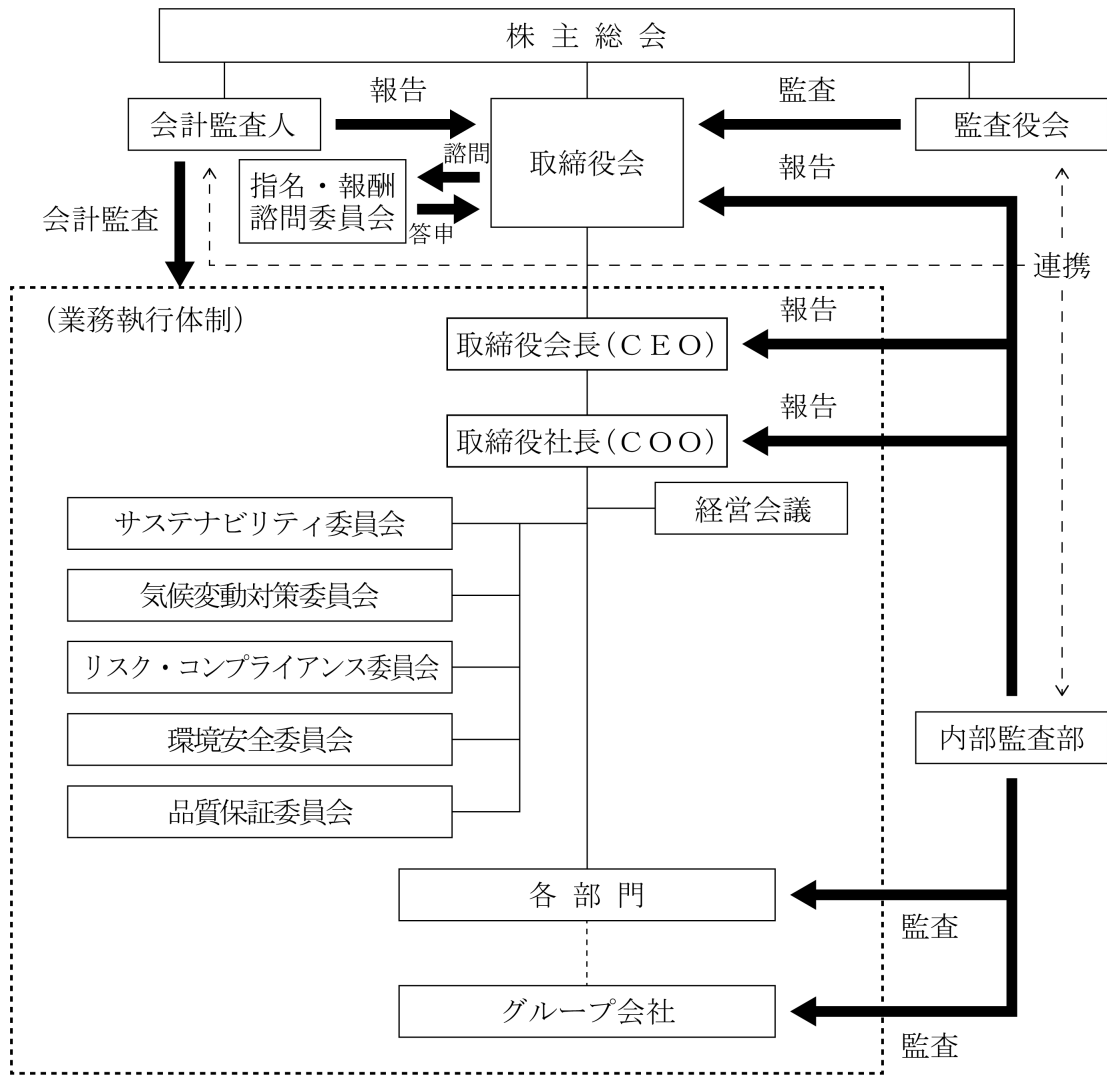 株主総会
報告
監査
会計監査人
取締役会
監査役会
諮問
報告
指名・報酬
諮問委員会
答申
会計監査
連携
（業務執行体制）
報告
取締役会長（ＣＥＯ）
報告
取締役社長（ＣＯＯ）
経営会議
サステナビリティ委員会
気候変動対策委員会
リスク・コンプライアンス委員会
環境安全委員会
内部監査部
品質保証委員会
各部門
監査
グループ会社
監査